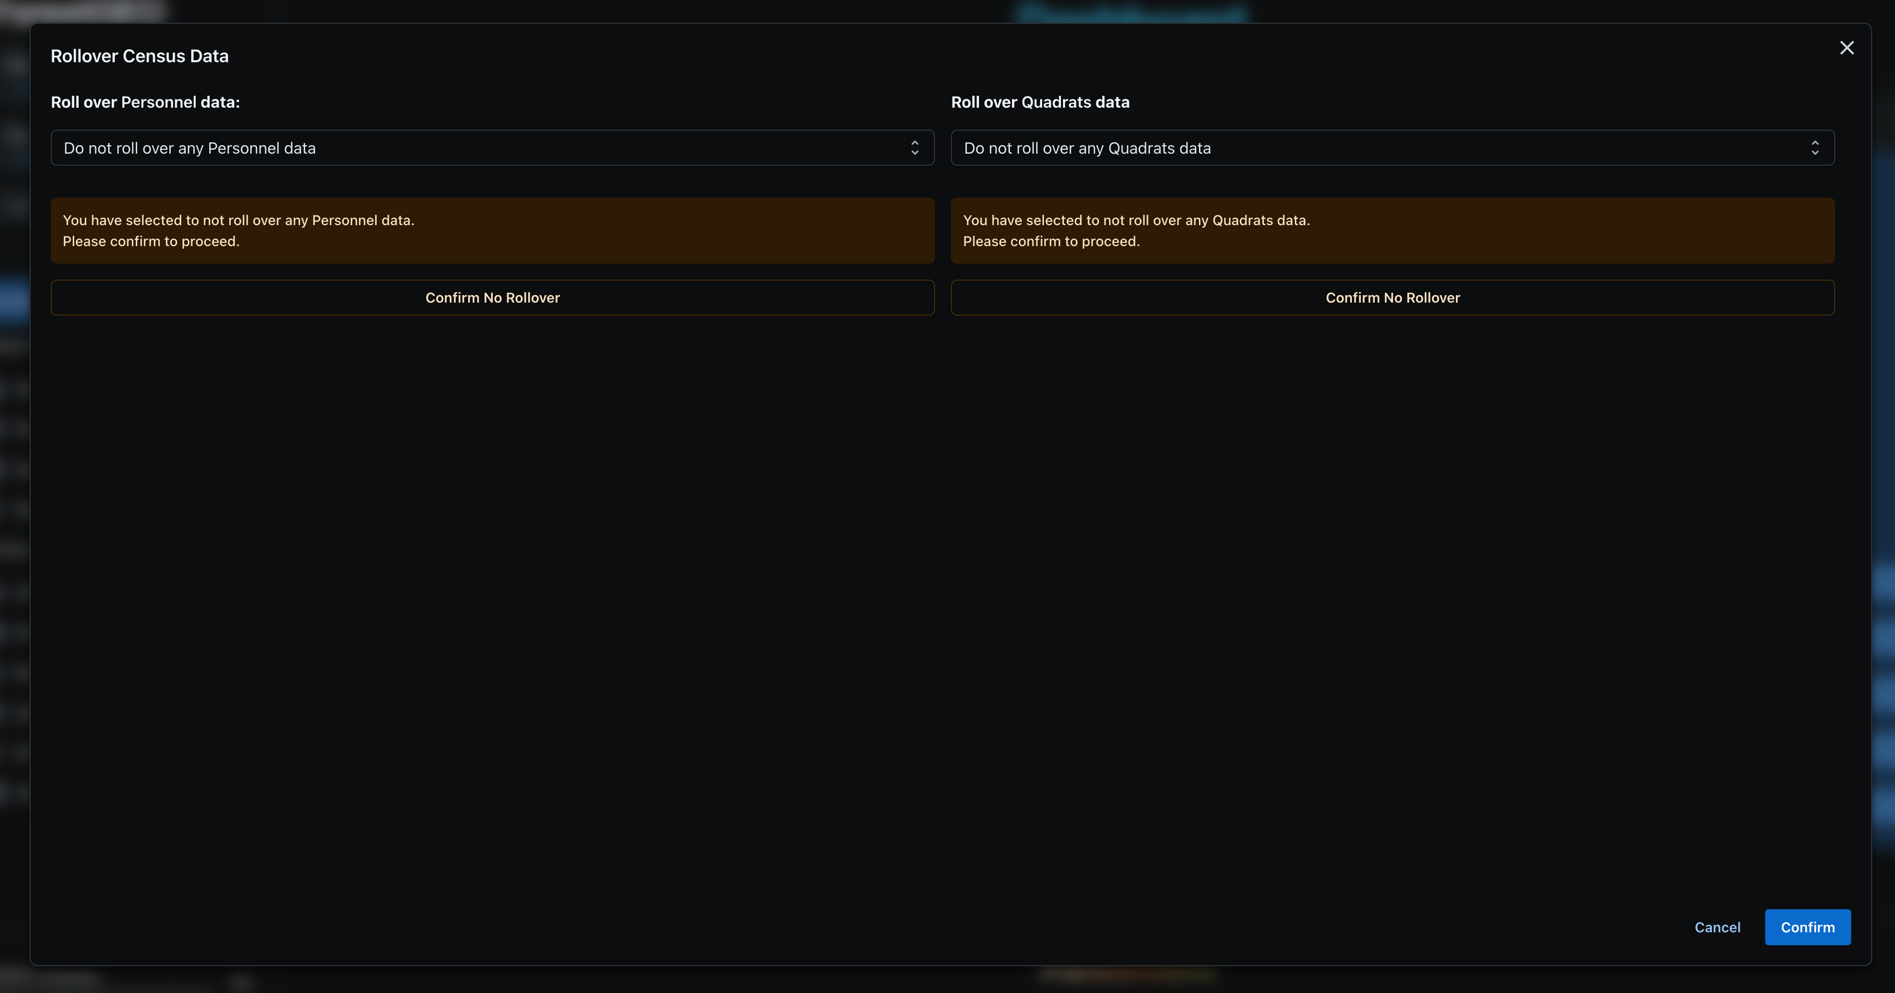 Rollover Census Data
Roll over Personnel data:
Do not roll over any Personnel data
You have selected to not roll over any Personnel data.
Please confirm to proceed.
Confirm No Rollover
Roll over Quadrats data
Do not roll over any Quadrats data
You have selected to not roll over any Quadrats data.
Please confirm to proceed.
Confirm No Rollover
Cancel
Confirm